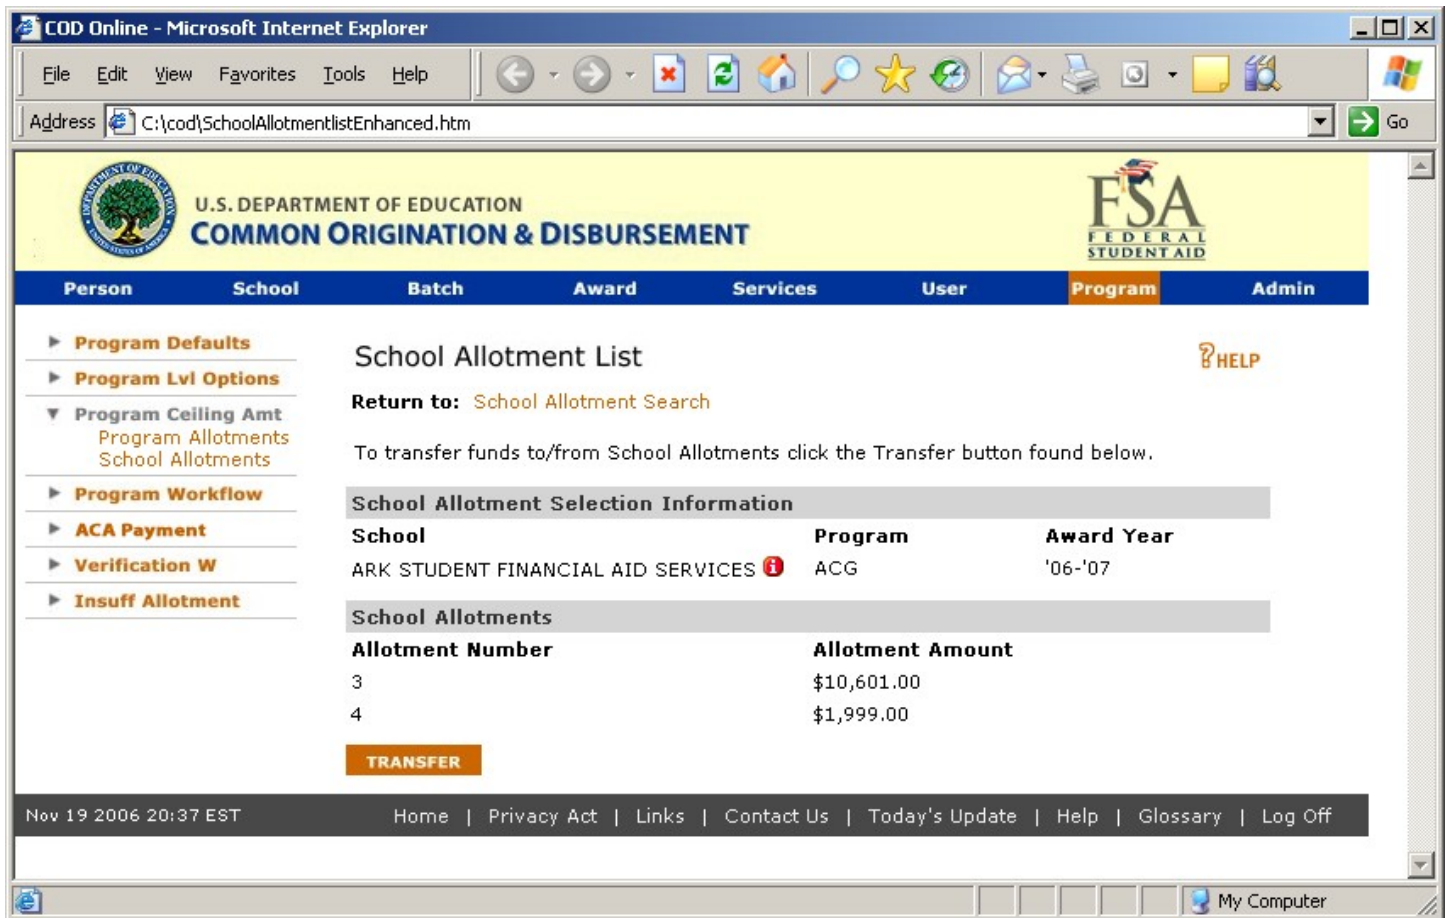 COD Online - Microsoft Internet Explorer
File Edit View Favorites Tools Help
Address C:\cod\SchoolAllotmentlistEnhanced.htm Go
U.S. DEPARTMENT OF EDUCATION
COMMON ORIGINATION & DISBURSEMENT
FSA
FEDERAL
STUDENT AID
Person School Batch Award Services User Program Admin
Program Defaults
Program Lvl Options
Program Ceiling Amt
Program Allotments
School Allotments
Program Workflow
ACA Payment
Verification W
Insuff Allotment
School Allotment List
HELP
Return to: School Allotment Search
To transfer funds to/from School Allotments click the Transfer button found below.
School Allotment Selection Information
School Program Award Year
ARK STUDENT FINANCIAL AID SERVICES ACG '06-'07
School Allotments
Allotment Number Allotment Amount
3 $10,601.00
4 $1,999.00
TRANSFER
Nov 19 2006 20:37 EST Home | Privacy Act | Links | Contact Us | Today's Update | Help | Glossary | Log Off
My Computer